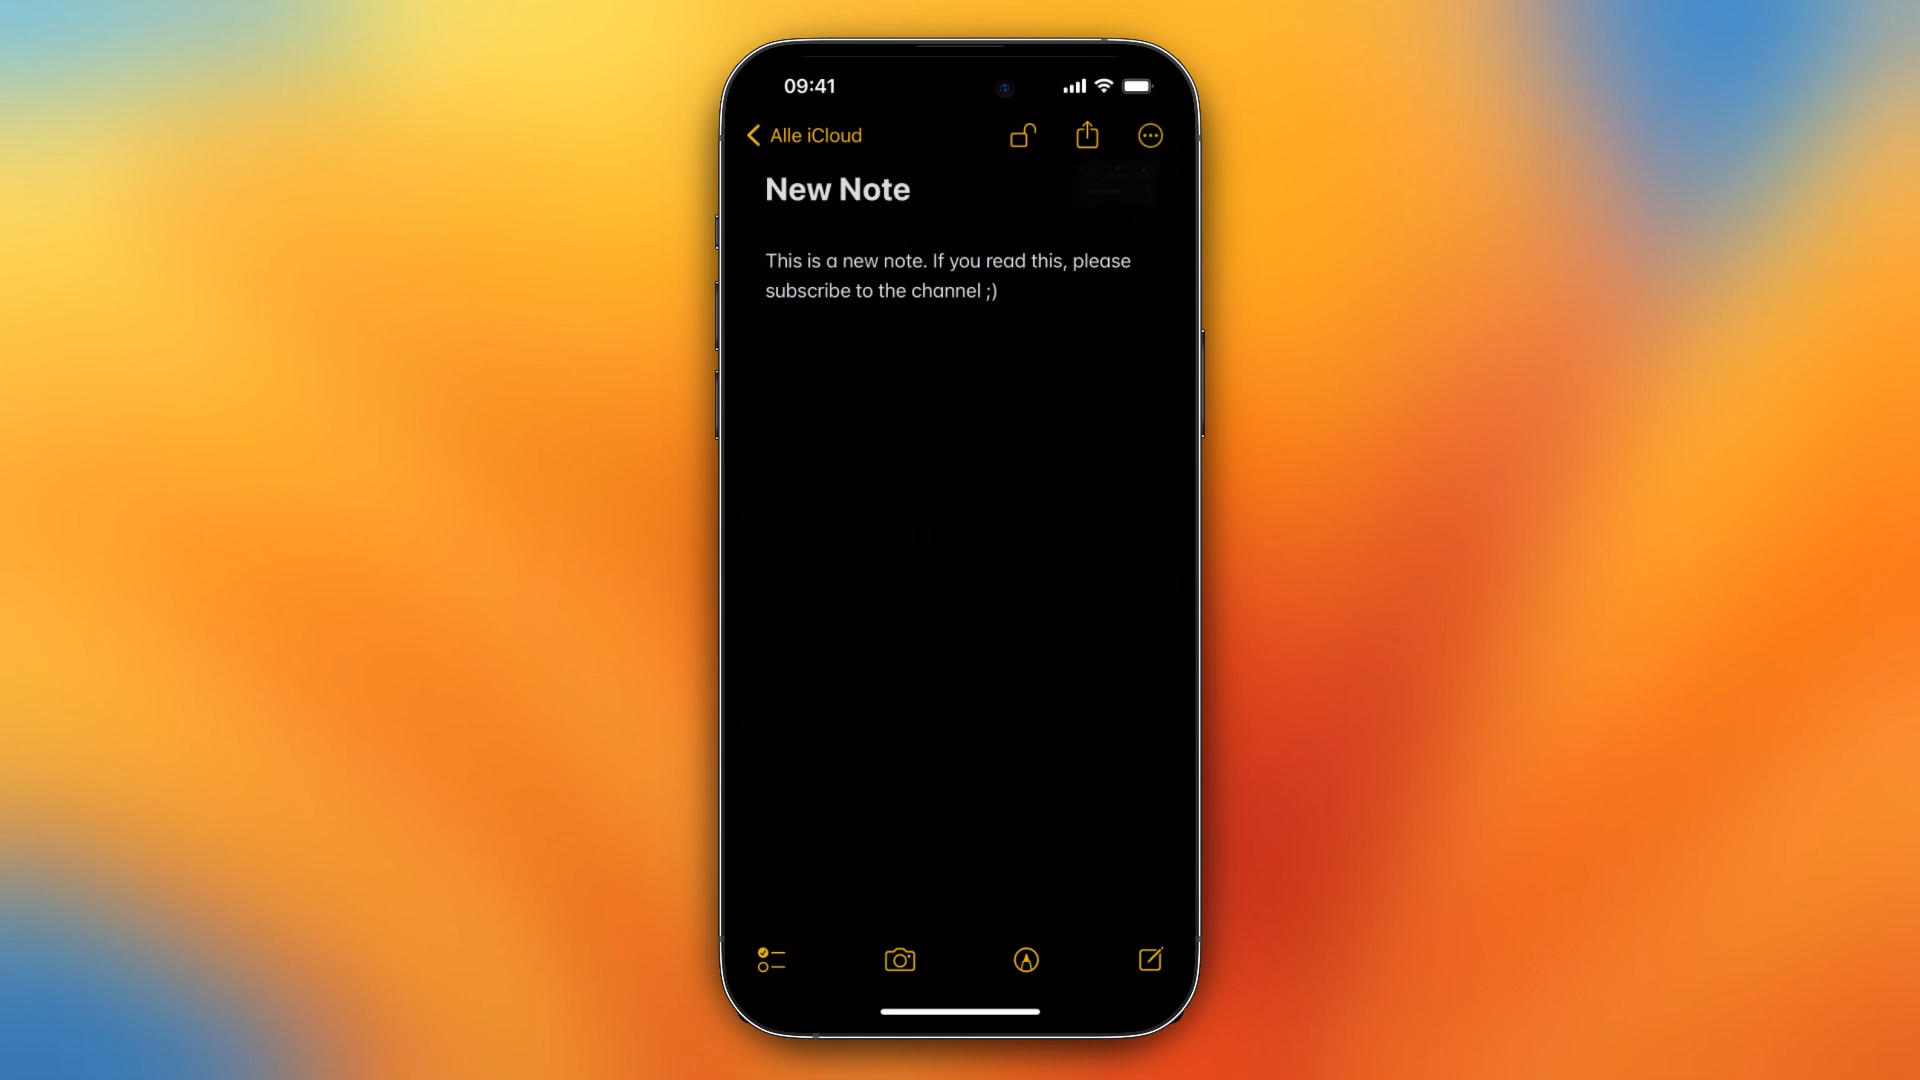 09:41
Alle iCloud
New Note
This is a new note. If you read this, please
subscribe to the channel ;)